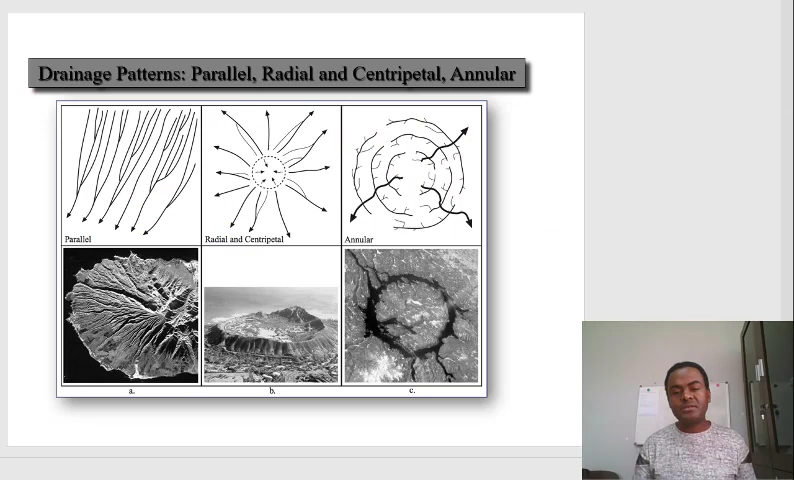 Drainage Patterns: Parallel, Radial and Centripetal, Annular
Parallel
Radial and Centripetal
Annular
a.
b.
c.